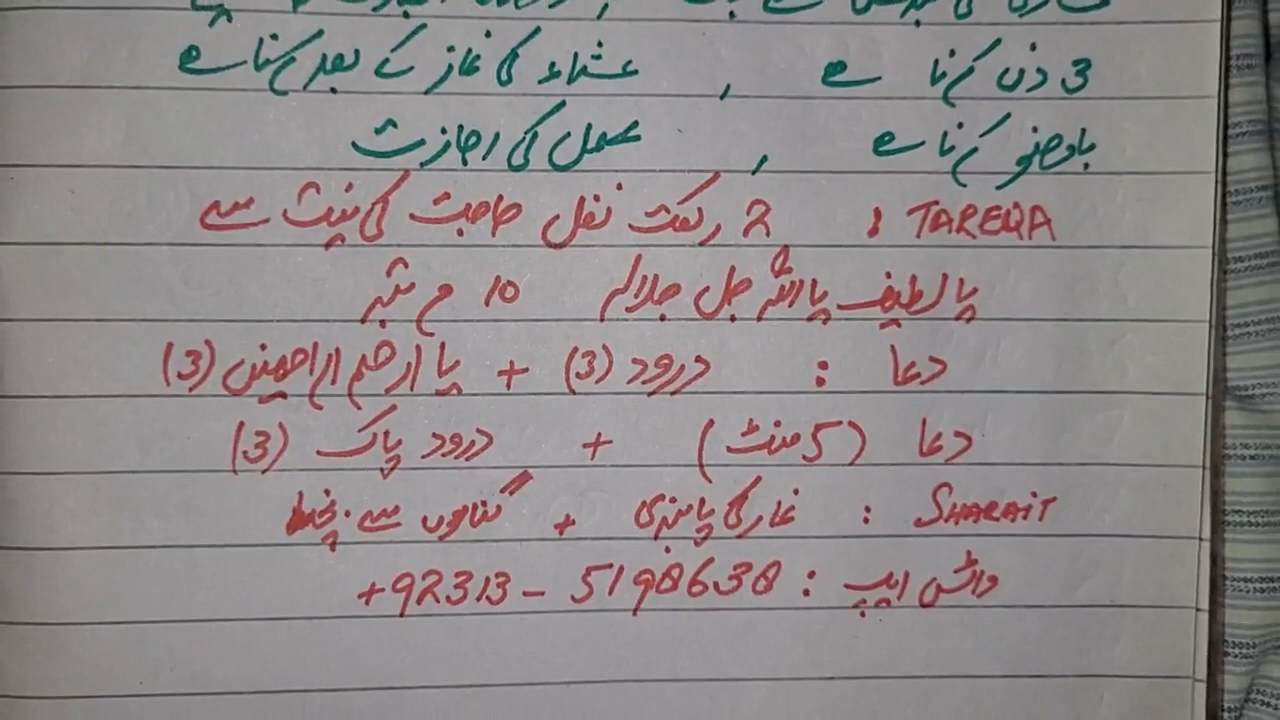 3 دن کرنا ہے ، عشاء کی نماز کے بعد کرنا ہے
باوضو کرنا ہے ، عمل کی اجازت
TAREEQA : 2 رکعت نفل حاجت کی نیت سے
یا لطیف یا اللہ جل جلالہ 10 مرتبہ
دعا : درود (3) + یا ارحم الراحمین (3)
دعا (5 منٹ) + درود پاک (3)
SHARAIT : نماز کی پابندی + گناہوں سے بچنا
واٹس ایپ : +92313-5198638